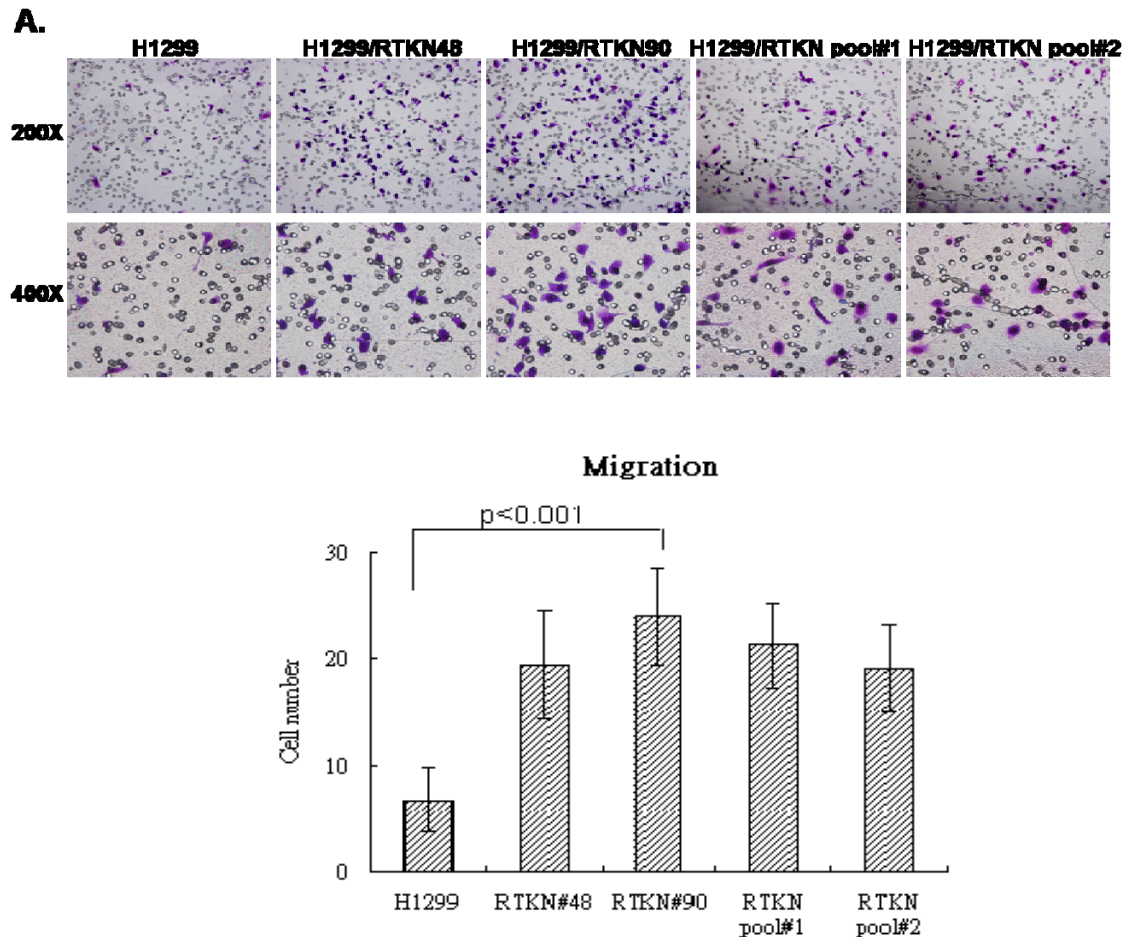 A.
H1299 H1299/RTKN48 H1299/RTKN90 H1299/RTKN pool#1 H1299/RTKN pool#2
200X
400X
Migration
p<0.001
30
20
10
0
Cell number
H1299 RTKN#48 RTKN#90 RTKN pool#1 RTKN pool#2